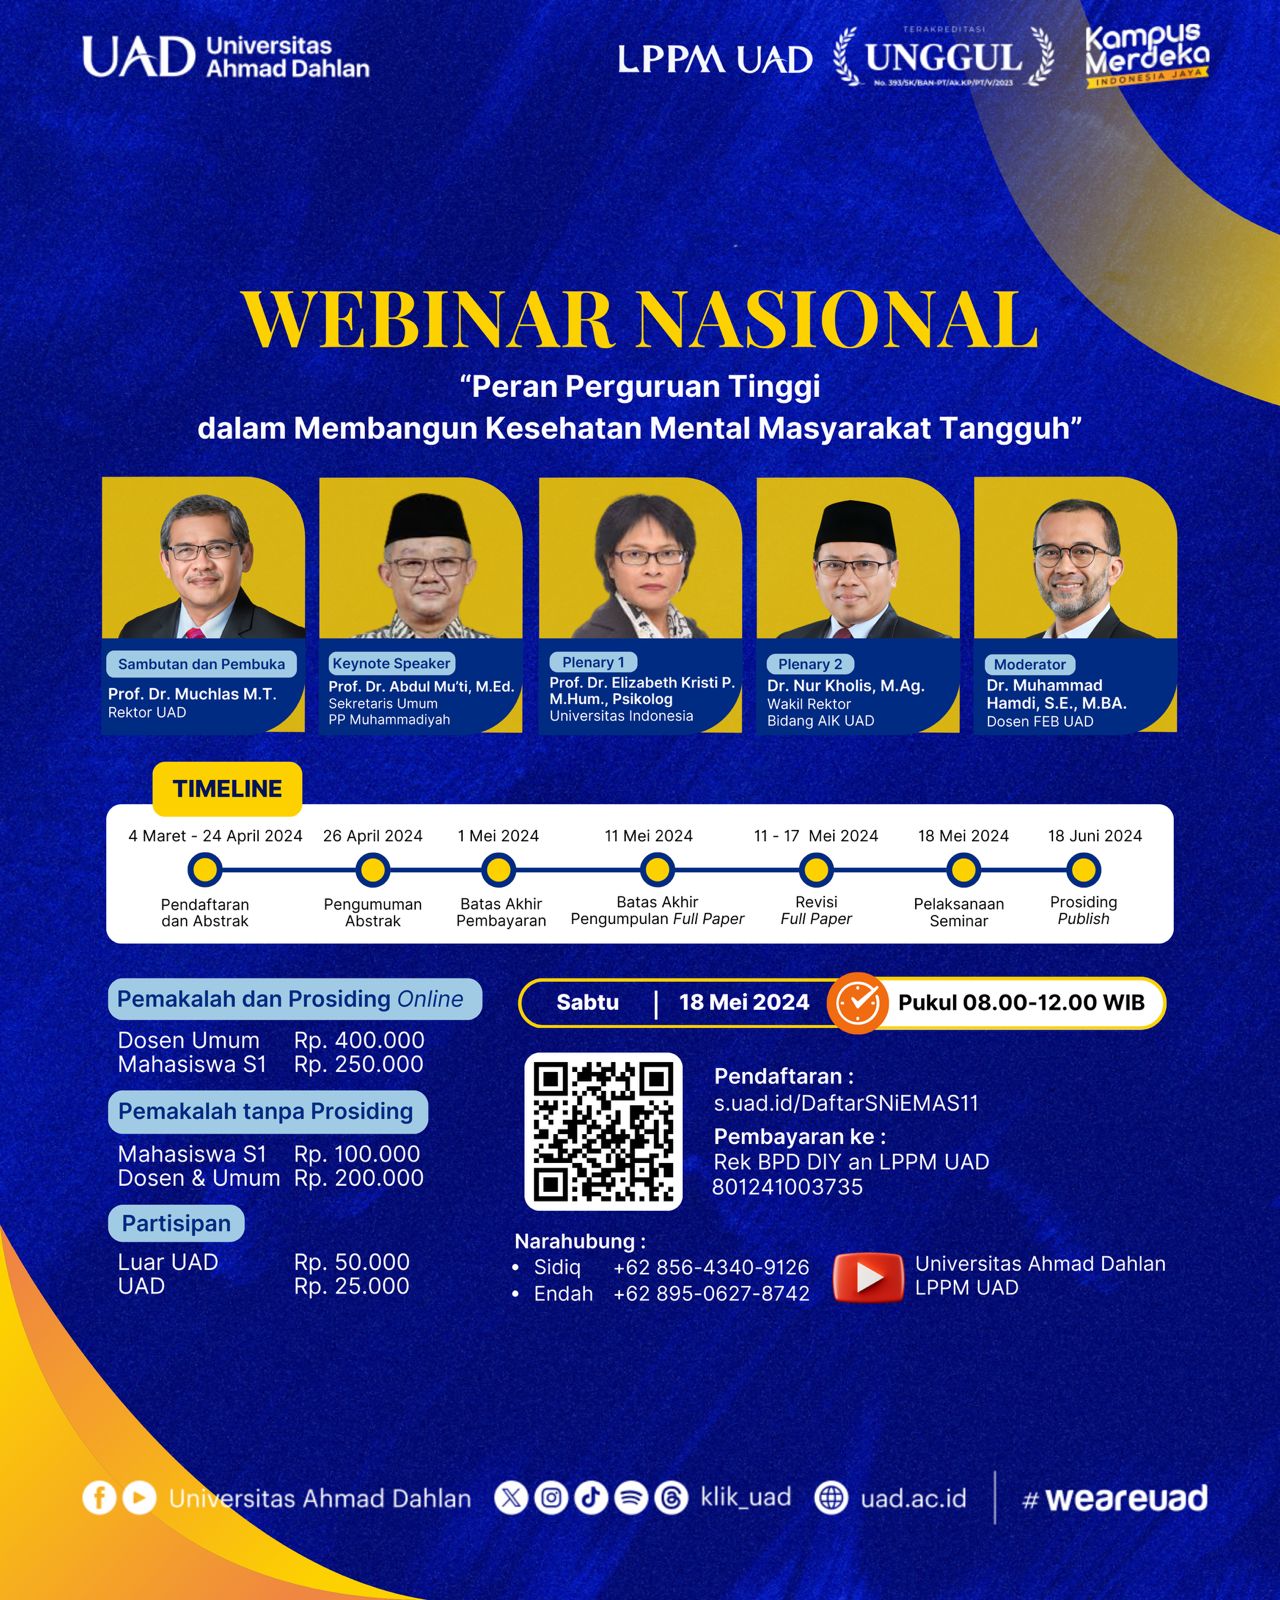 UAD Universitas
Ahmad Dahlan
LPPM UAD
TERAKREDITASI
UNGGUL
No. 393/SK/BAN-PT/Ak.KP/PT/V/2023
Kampus
Merdeka
INDONESIA JAYA
WEBINAR NASIONAL
“Peran Perguruan Tinggi
dalam Membangun Kesehatan Mental Masyarakat Tangguh”
Sambutan dan Pembuka
Prof. Dr. Muchlas M.T.
Rektor UAD
Keynote Speaker
Prof. Dr. Abdul Mu’ti, M.Ed.
Sekretaris Umum
PP Muhammadiyah
Plenary 1
Prof. Dr. Elizabeth Kristi P.
M.Hum., Psikolog
Universitas Indonesia
Plenary 2
Dr. Nur Kholis, M.Ag.
Wakil Rektor
Bidang AIK UAD
Moderator
Dr. Muhammad
Hamdi, S.E., M.BA.
Dosen FEB UAD
TIMELINE
4 Maret - 24 April 2024
Pendaftaran
dan Abstrak
26 April 2024
Pengumuman
Abstrak
1 Mei 2024
Batas Akhir
Pembayaran
11 Mei 2024
Batas Akhir
Pengumpulan Full Paper
11 - 17 Mei 2024
Revisi
Full Paper
18 Mei 2024
Pelaksanaan
Seminar
18 Juni 2024
Prosiding
Publish
Pemakalah dan Prosiding Online
Dosen Umum Rp. 400.000
Mahasiswa S1 Rp. 250.000
Pemakalah tanpa Prosiding
Mahasiswa S1 Rp. 100.000
Dosen & Umum Rp. 200.000
Partisipan
Luar UAD Rp. 50.000
UAD Rp. 25.000
Sabtu | 18 Mei 2024 Pukul 08.00-12.00 WIB
Pendaftaran :
s.uad.id/DaftarSNiEMAS11
Pembayaran ke :
Rek BPD DIY an LPPM UAD
801241003735
Narahubung :
• Sidiq +62 856-4340-9126
• Endah +62 895-0627-8742
Universitas Ahmad Dahlan
LPPM UAD
Universitas Ahmad Dahlan klik_uad uad.ac.id # weareuad